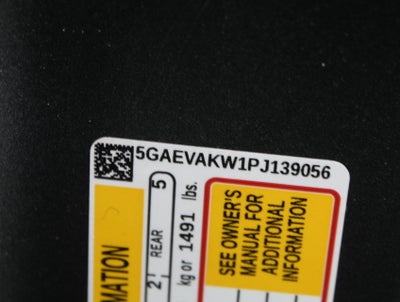 5GAEVAKW1PJ139056
MATION
2
REAR
5
kg or 1491 lbs.
SEE OWNER'S
MANUAL FOR
ADDITIONAL
INFORMATION